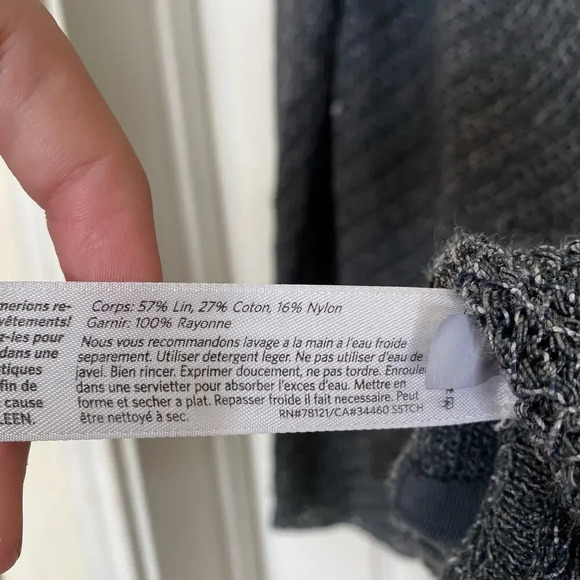 merions re-
vêtements!
z-les pour
dans une
tiques
fin de
cause
LEEN.
Corps: 57% Lin, 27% Coton, 16% Nylon
Garnir: 100% Rayonne
Nous vous recommandons lavage a la main a l'eau froide
separement. Utiliser detergent leger. Ne pas utiliser d'eau de
javel. Bien rincer. Exprimer doucement, ne pas tordre. Enroulez
dans une servietter pour absorber l'exces d'eau. Mettre en
forme et secher a plat. Repasser froide il fait necessaire. Peut
être nettoyé à sec.
RN#78121/CA#34460 S5TCH